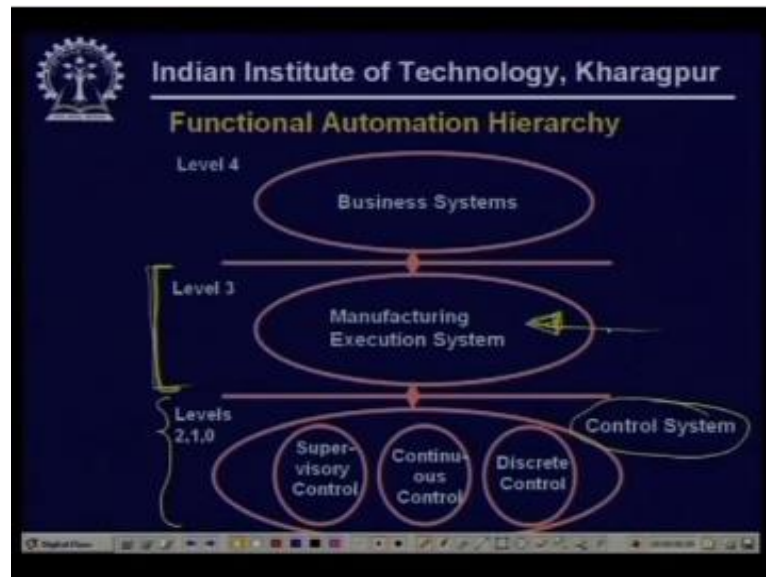 Indian Institute of Technology, Kharagpur
Functional Automation Hierarchy
Level 4
Business Systems
Level 3
Manufacturing
Execution System
Levels
2,1,0
Control System
Super-
visory
Control
Continu-
ous
Control
Discrete
Control